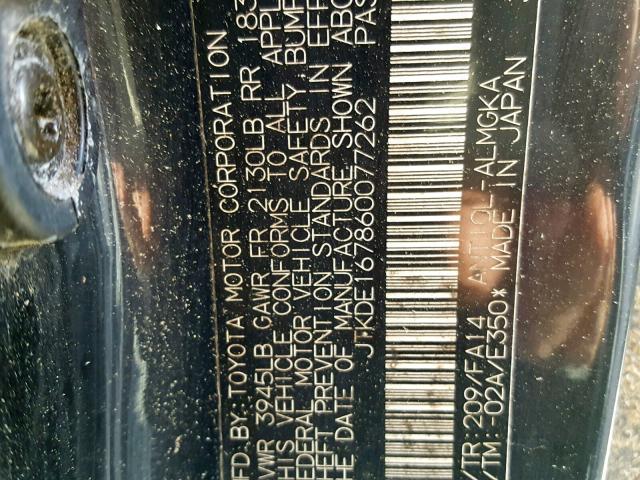 MFD. BY: TOYOTA MOTOR CORPORATION
GVWR 3945LB GAWR FR 2130LB RR 183
THIS VEHICLE CONFORMS TO ALL APPL
FEDERAL MOTOR VEHICLE SAFETY, BUMP
THEFT PREVENTION STANDARDS IN EFF
THE DATE OF MANUFACTURE SHOWN ABO
JTKDE167860077262 PAS
C/TR: 209/FA14 ANT10L-ALMGKA
A/TM: -02A/E350* MADE IN JAPAN